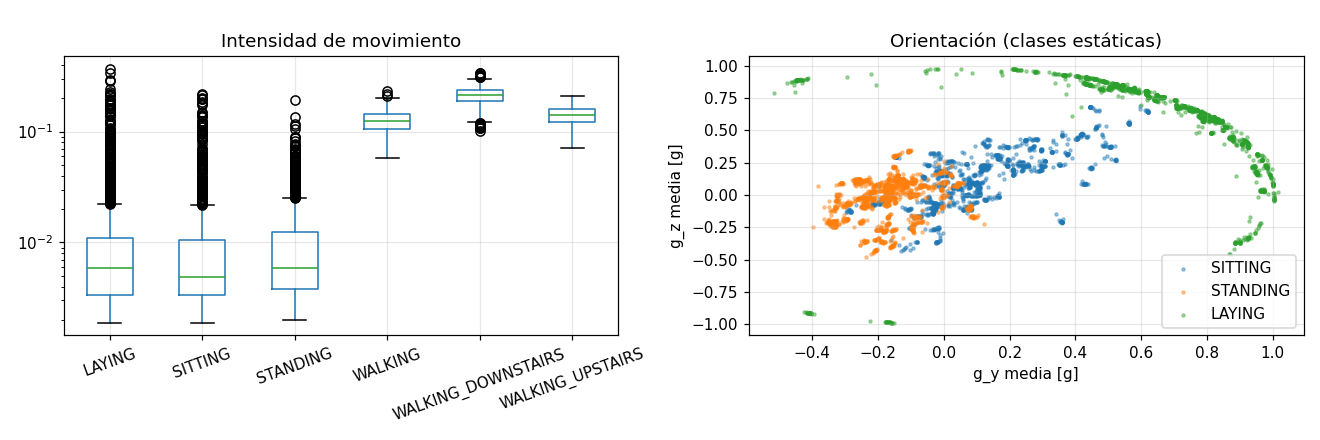 Intensidad de movimiento
10⁻¹
10⁻²
LAYING
SITTING
STANDING
WALKING
WALKING_DOWNSTAIRS
WALKING_UPSTAIRS
Orientación (clases estáticas)
g_z media [g]
1.00
0.75
0.50
0.25
0.00
−0.25
−0.50
−0.75
−1.00
SITTING
STANDING
LAYING
−0.4 −0.2 0.0 0.2 0.4 0.6 0.8 1.0
g_y media [g]